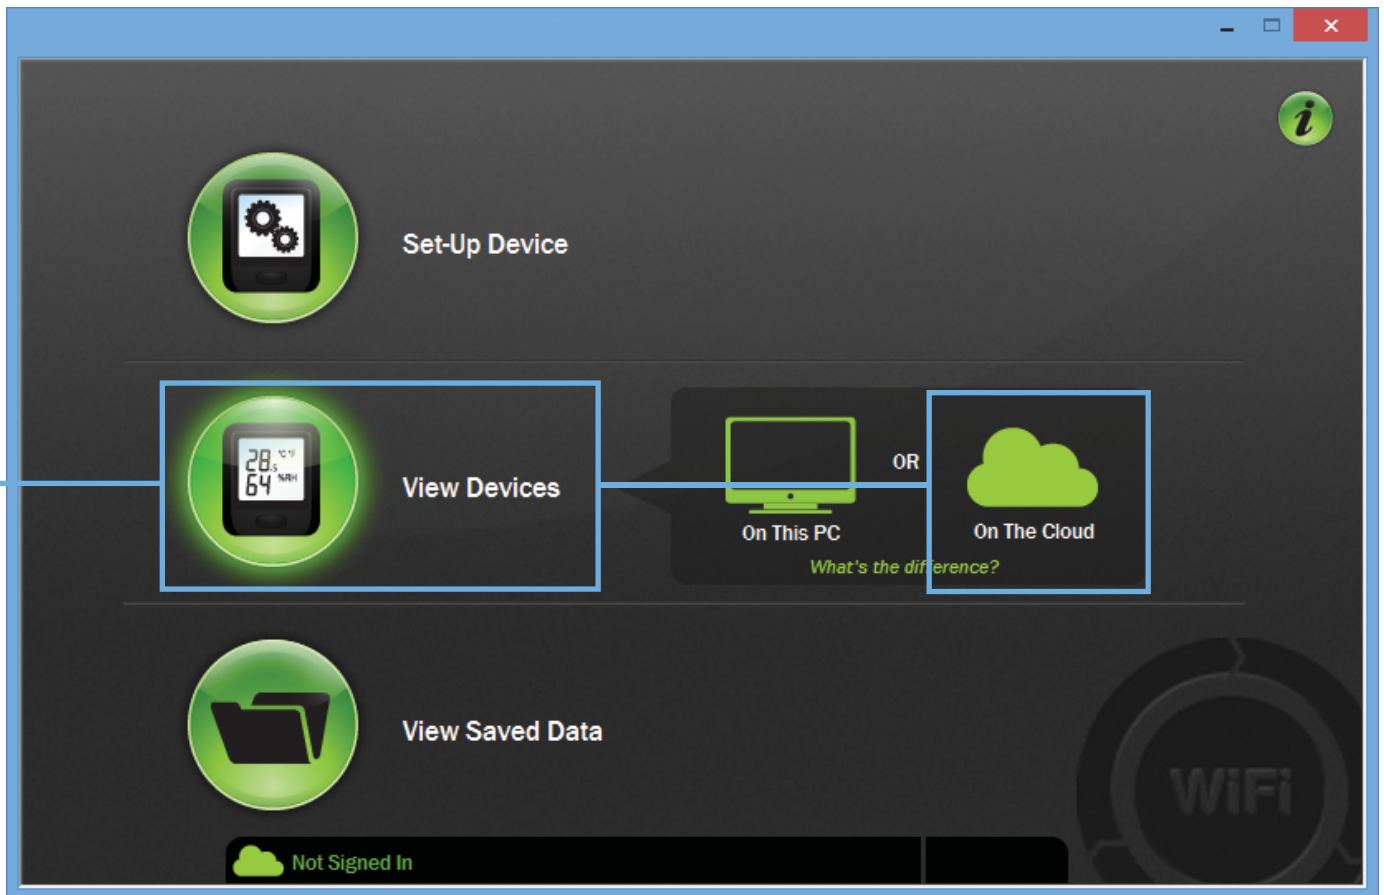 i
Set-Up Device
28.5 °C °F
64 %RH
View Devices
OR
On This PC
On The Cloud
What's the difference?
View Saved Data
WiFi
Not Signed In